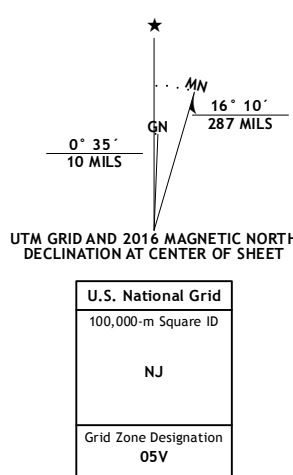 ★
MN
GN
16° 10´
287 MILS
0° 35´
10 MILS
UTM GRID AND 2016 MAGNETIC NORTH
DECLINATION AT CENTER OF SHEET
U.S. National Grid
100,000-m Square ID
NJ
Grid Zone Designation
05V